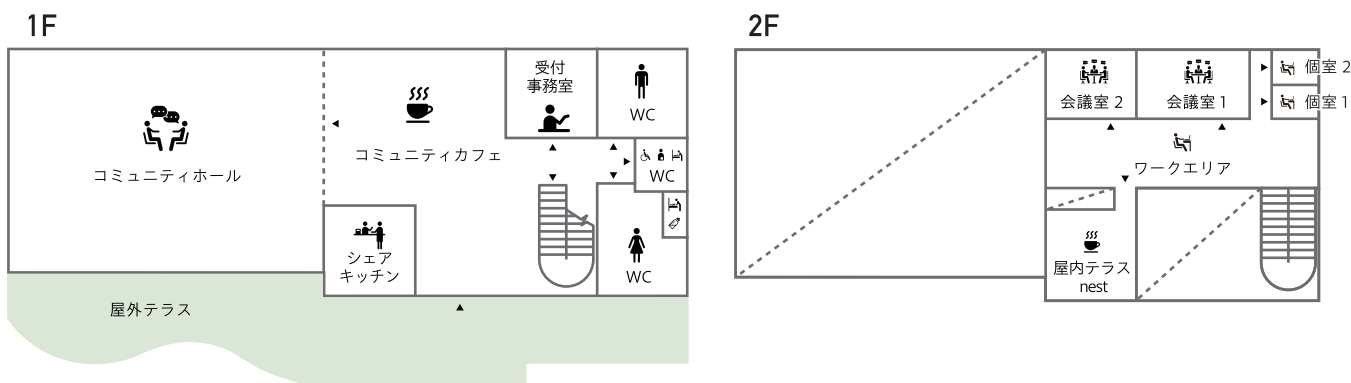 1F
コミュニティホール
コミュニティカフェ
受付
事務室
WC
WC
WC
シェア
キッチン
屋外テラス
2F
会議室 2
会議室 1
個室 2
個室 1
ワークエリア
屋内テラス
nest